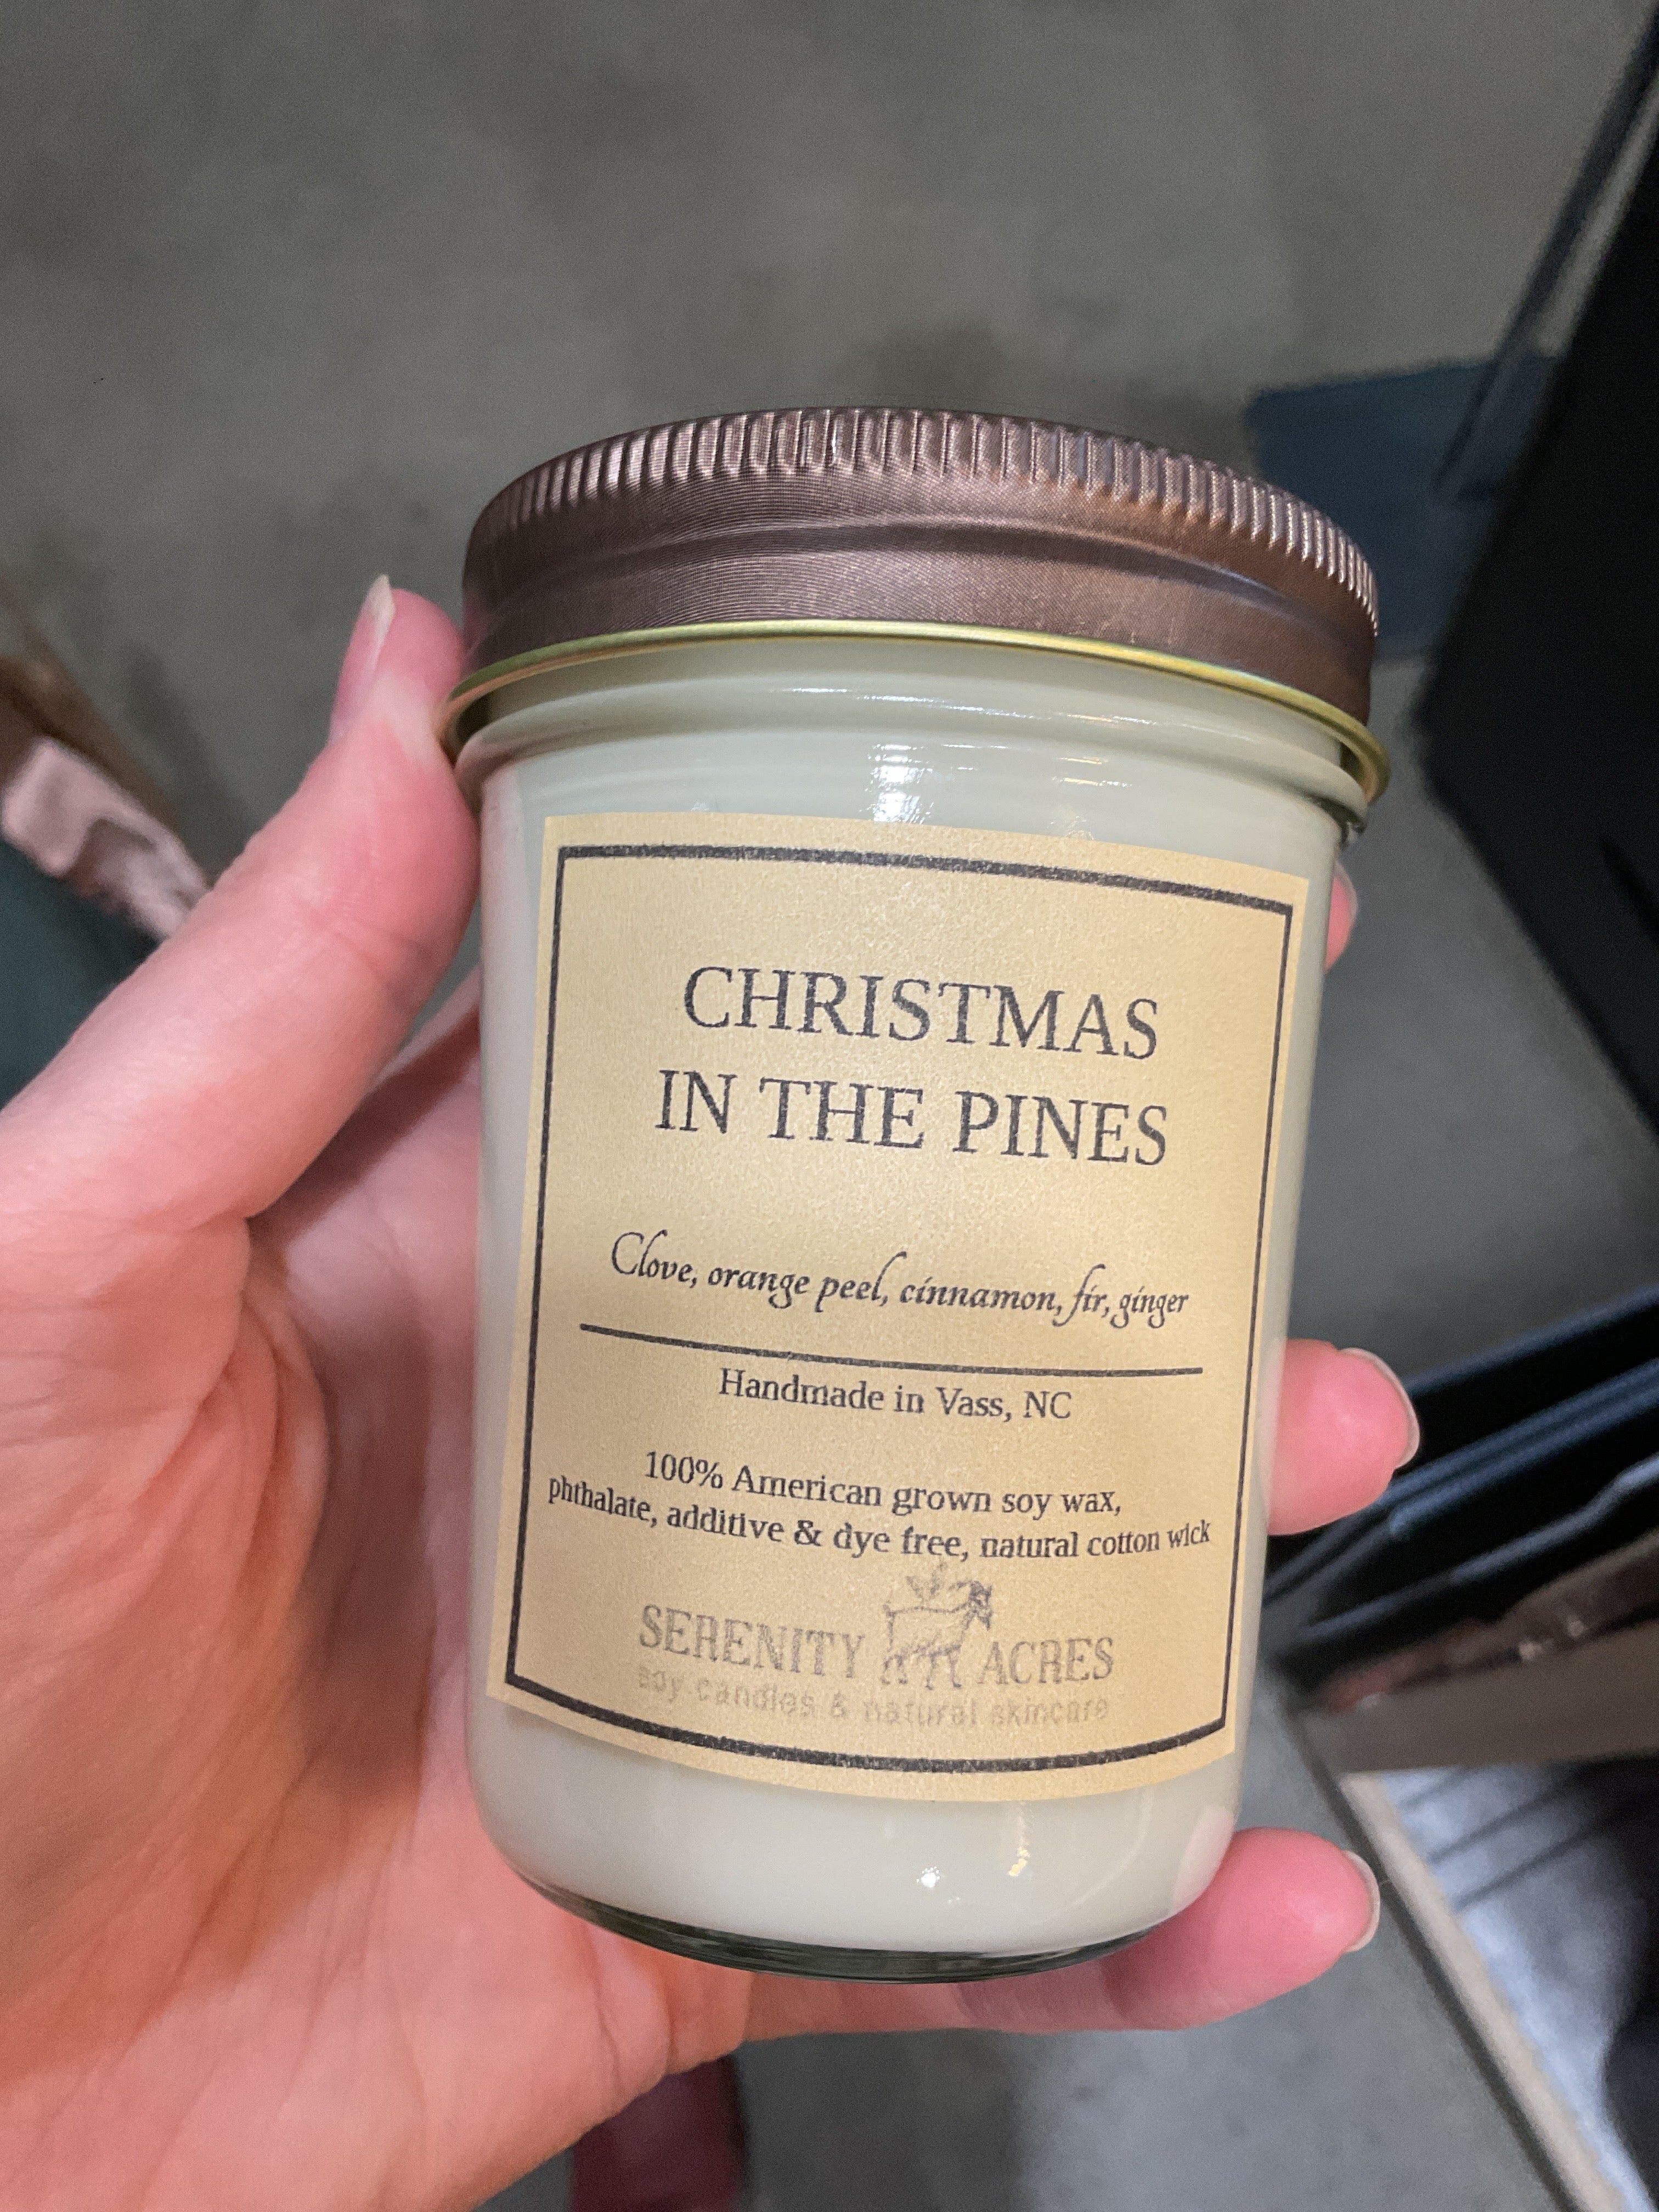 CHRISTMAS
IN THE PINES
Clove, orange peel, cinnamon, fir, ginger
Handmade in Vass, NC
100% American grown soy wax,
phthalate, additive & dye free, natural cotton wick
SERENITY ACRES
soy candles & natural skincare